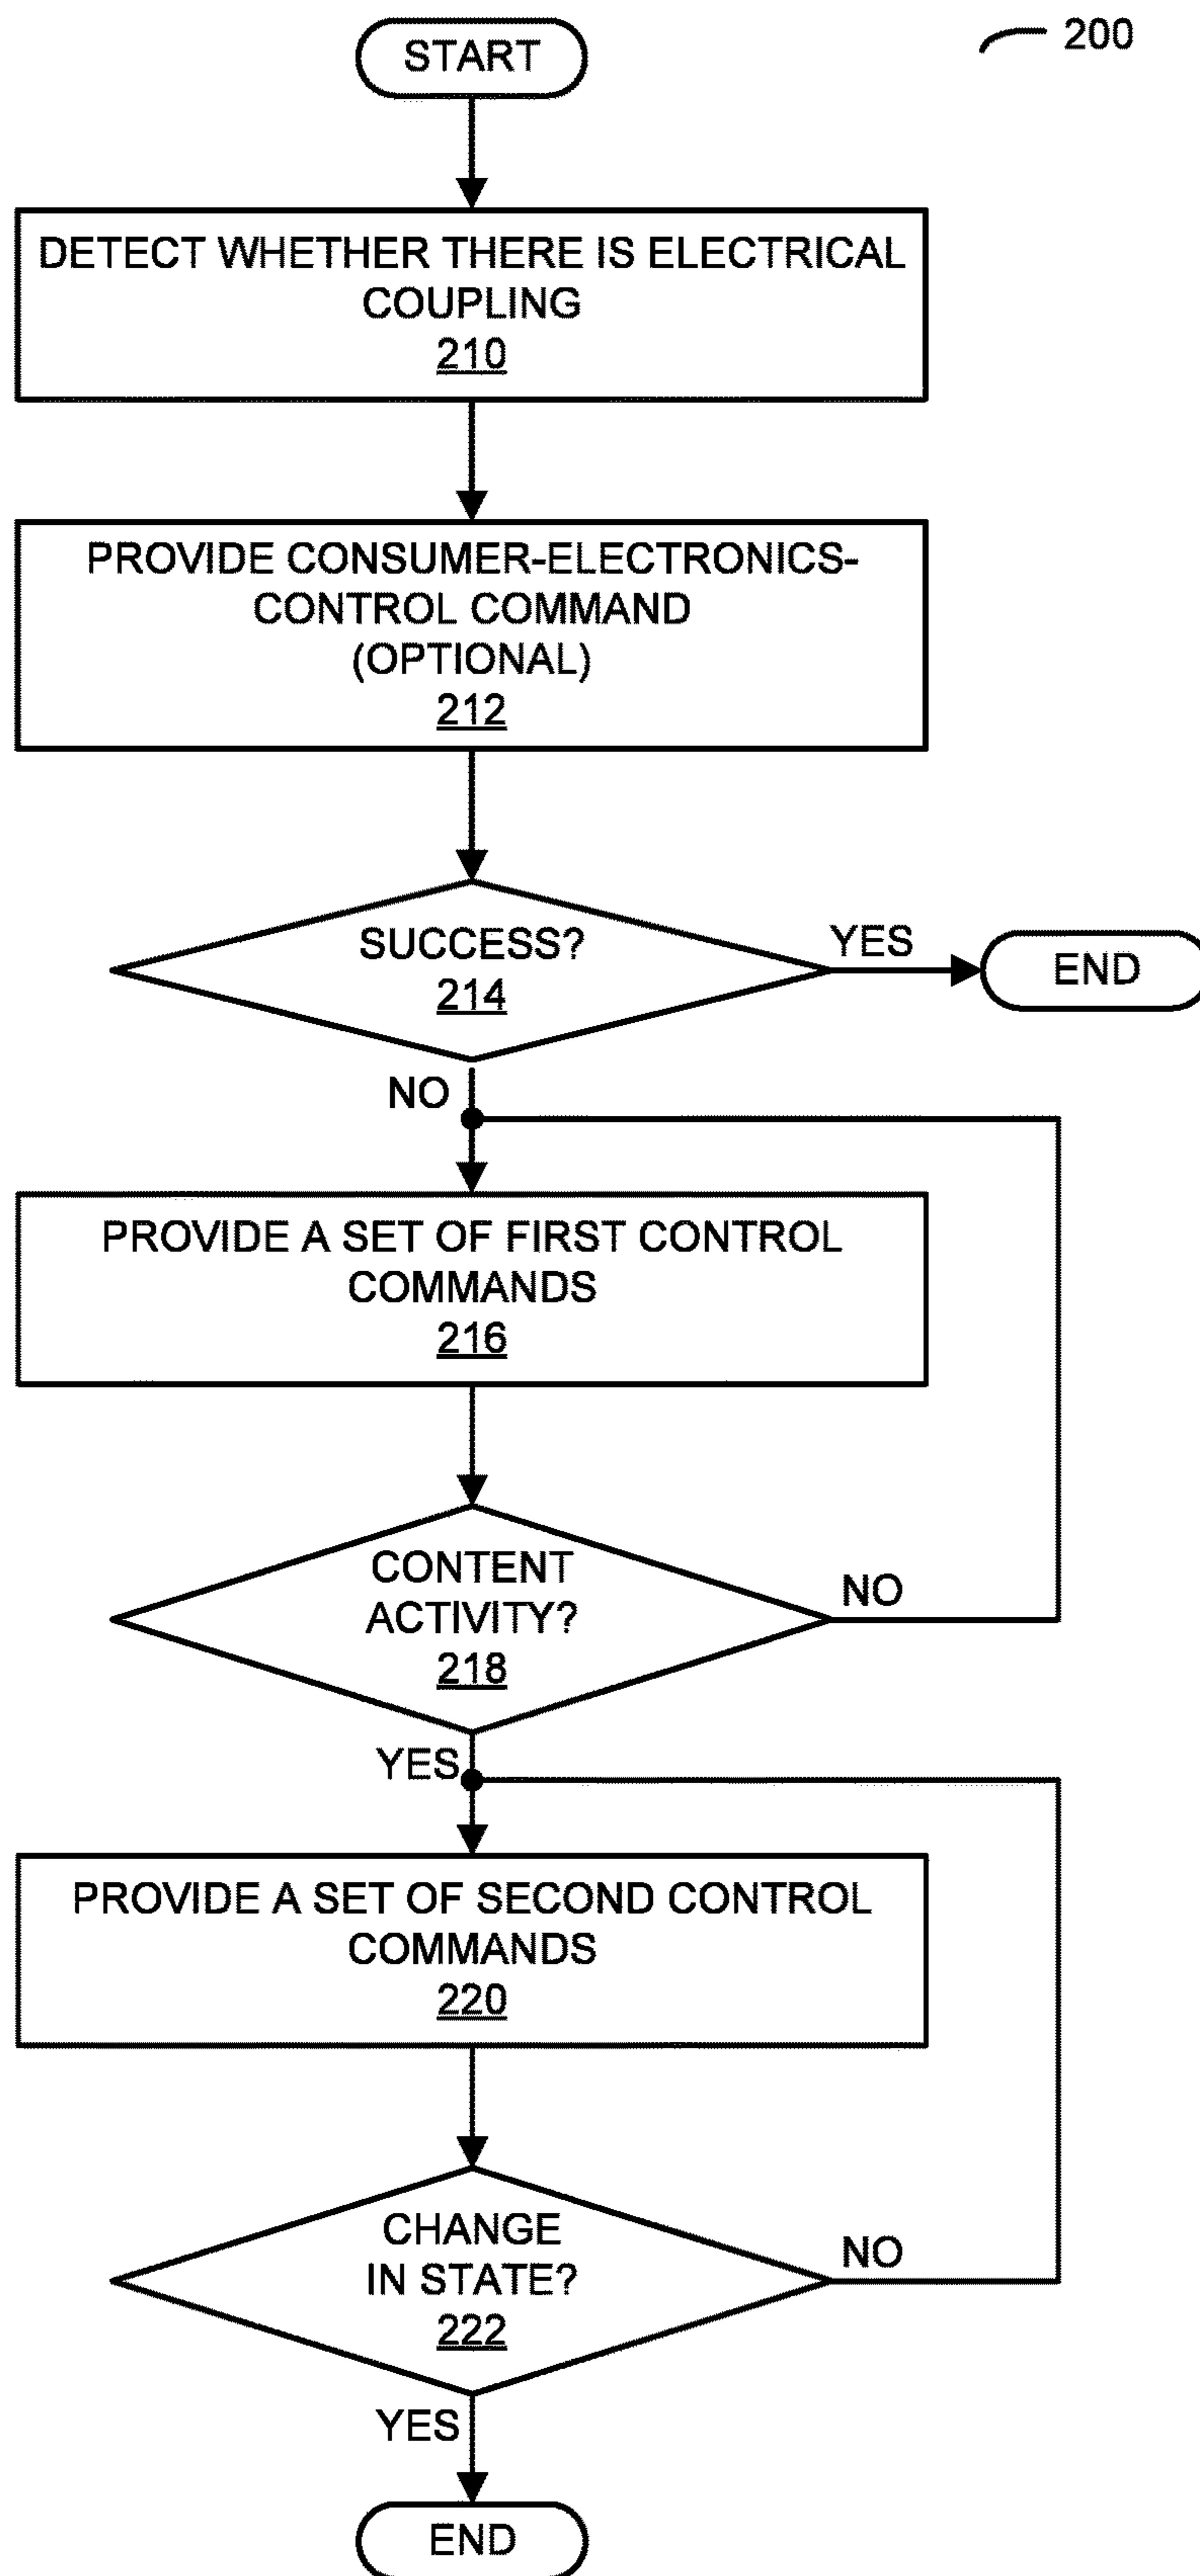 START
200
DETECT WHETHER THERE IS ELECTRICAL
COUPLING
210
PROVIDE CONSUMER-ELECTRONICS-
CONTROL COMMAND
(OPTIONAL)
212
SUCCESS?
214
YES
END
NO
PROVIDE A SET OF FIRST CONTROL
COMMANDS
216
CONTENT
ACTIVITY?
218
NO
YES
PROVIDE A SET OF SECOND CONTROL
COMMANDS
220
CHANGE
IN STATE?
222
NO
YES
END